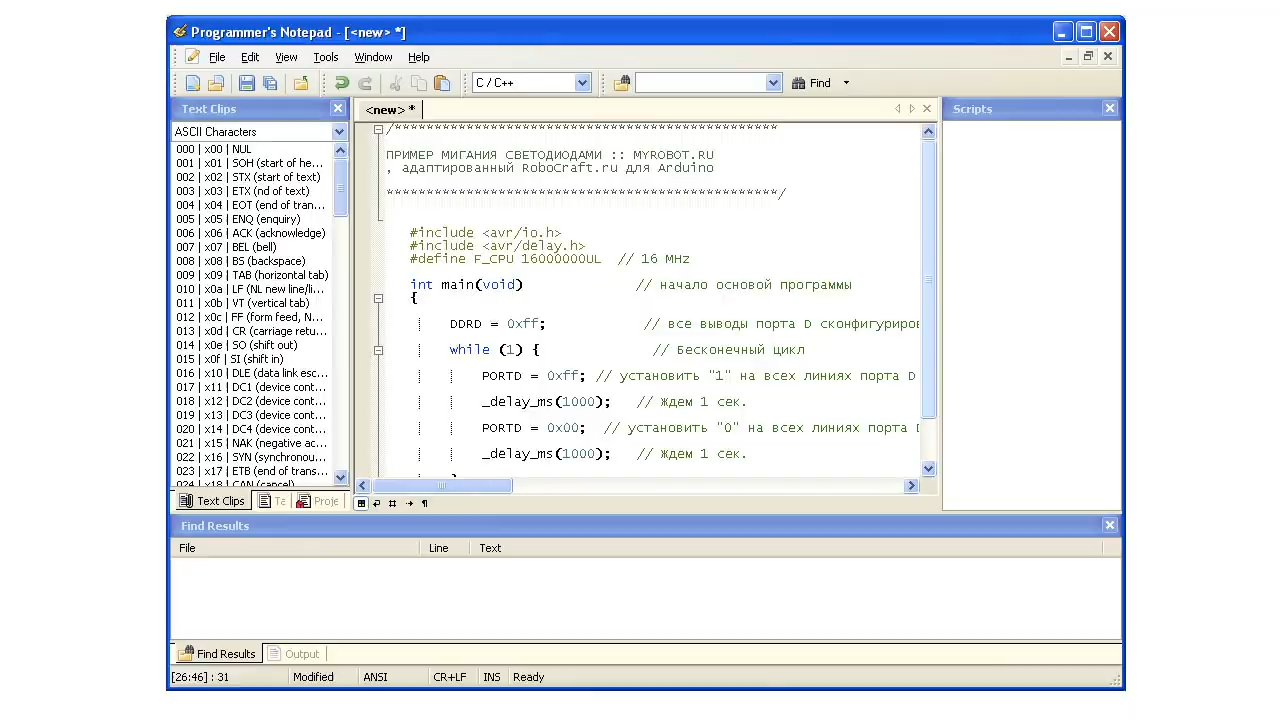 Programmer's Notepad - [<new> *]
File Edit View Tools Window Help
C / C++ Find
Text Clips
<new> *
Scripts
ASCII Characters
000 | x00 | NUL
001 | x01 | SOH (start of he...
002 | x02 | STX (start of text)
003 | x03 | ETX (nd of text)
004 | x04 | EOT (end of tran...
005 | x05 | ENQ (enquiry)
006 | x06 | ACK (acknowledge)
007 | x07 | BEL (bell)
008 | x08 | BS (backspace)
009 | x09 | TAB (horizontal tab)
010 | x0a | LF (NL new line/li...
011 | x0b | VT (vertical tab)
012 | x0c | FF (form feed, N...
013 | x0d | CR (carriage retu...
014 | x0e | SO (shift out)
015 | x0f | SI (shift in)
016 | x10 | DLE (data link esc...
017 | x11 | DC1 (device cont...
018 | x12 | DC2 (device cont...
019 | x13 | DC3 (device cont...
020 | x14 | DC4 (device cont...
021 | x15 | NAK (negative ac...
022 | x16 | SYN (synchronou...
023 | x17 | ETB (end of trans...
024 | x18 | CAN (cancel)
/************************************************
ПРИМЕР МИГАНИЯ СВЕТОДИОДАМИ :: MYROBOT.RU
, адаптированный RoboCraft.ru для Arduino
*************************************************/
#include <avr/io.h>
#include <avr/delay.h>
#define F_CPU 16000000UL // 16 MHz
int main(void) // начало основой программы
{
DDRD = 0xff; // все выводы порта D сконфигуриров
while (1) { // Бесконечный цикл
PORTD = 0xff; // установить "1" на всех линиях порта D
_delay_ms(1000); // Ждем 1 сек.
PORTD = 0x00; // установить "0" на всех линиях порта D
_delay_ms(1000); // Ждем 1 сек.
}
Text Clips Ta Proje
Find Results
File Line Text
Find Results Output
[26:46] : 31 Modified ANSI CR+LF INS Ready